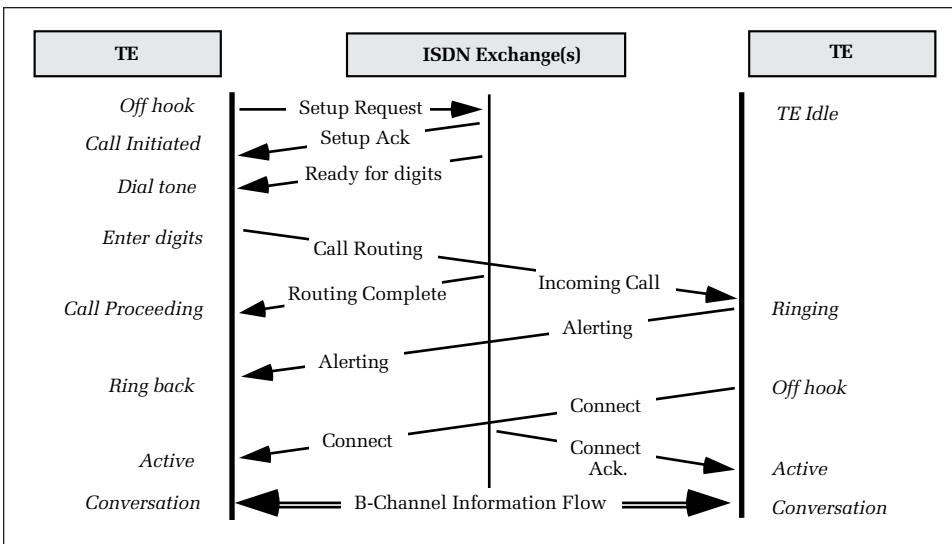 TE
ISDN Exchange(s)
TE
Off hook
Setup Request
TE Idle
Setup Ack
Call Initiated
Ready for digits
Dial tone
Enter digits
Call Routing
Incoming Call
Routing Complete
Call Proceeding
Ringing
Alerting
Alerting
Ring back
Off hook
Connect
Connect
Connect
Ack.
Active
Active
Conversation
B-Channel Information Flow
Conversation